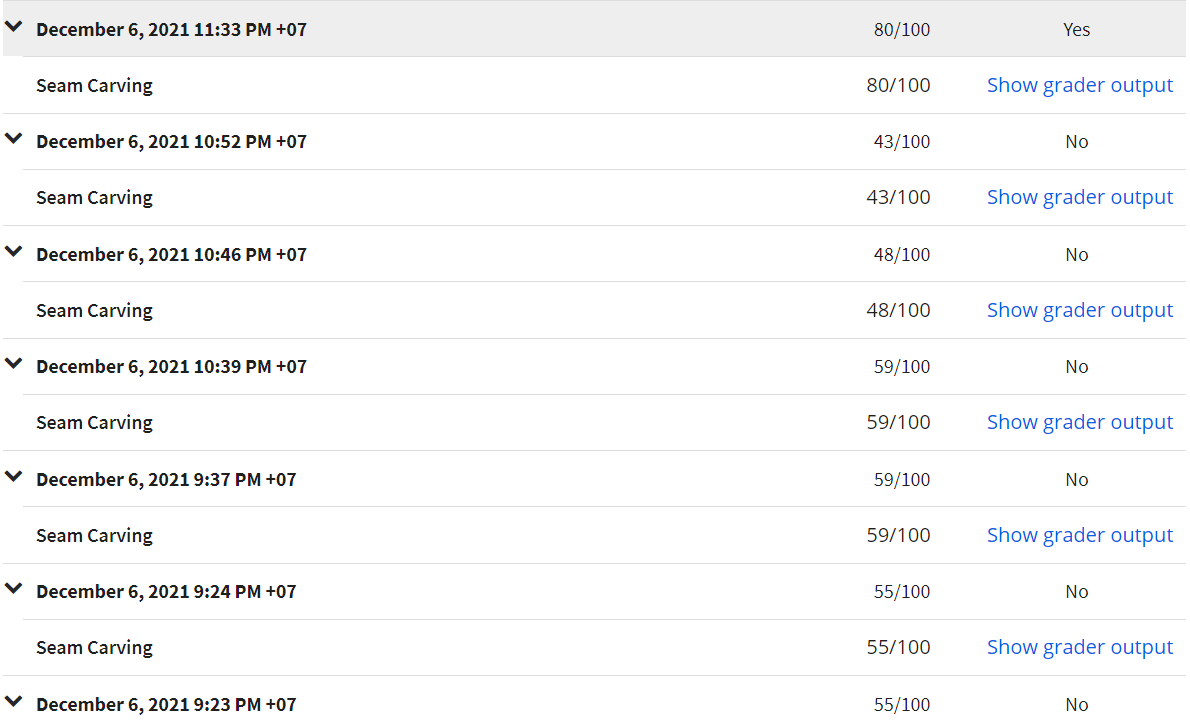 December 6, 2021 11:33 PM +07 80/100 Yes
Seam Carving 80/100 Show grader output
December 6, 2021 10:52 PM +07 43/100 No
Seam Carving 43/100 Show grader output
December 6, 2021 10:46 PM +07 48/100 No
Seam Carving 48/100 Show grader output
December 6, 2021 10:39 PM +07 59/100 No
Seam Carving 59/100 Show grader output
December 6, 2021 9:37 PM +07 59/100 No
Seam Carving 59/100 Show grader output
December 6, 2021 9:24 PM +07 55/100 No
Seam Carving 55/100 Show grader output
December 6, 2021 9:23 PM +07 55/100 No